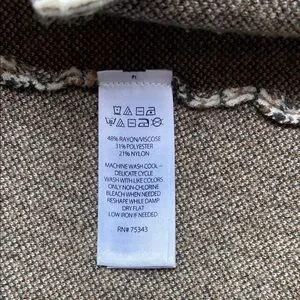 48% RAYON/VISCOSE
31% POLYESTER
21% NYLON
MACHINE WASH COOL –
DELICATE CYCLE
WASH WITH LIKE COLORS
ONLY NON-CHLORINE
BLEACH WHEN NEEDED
RESHAPE WHILE DAMP
DRY FLAT
LOW IRON IF NEEDED
RN# 75343